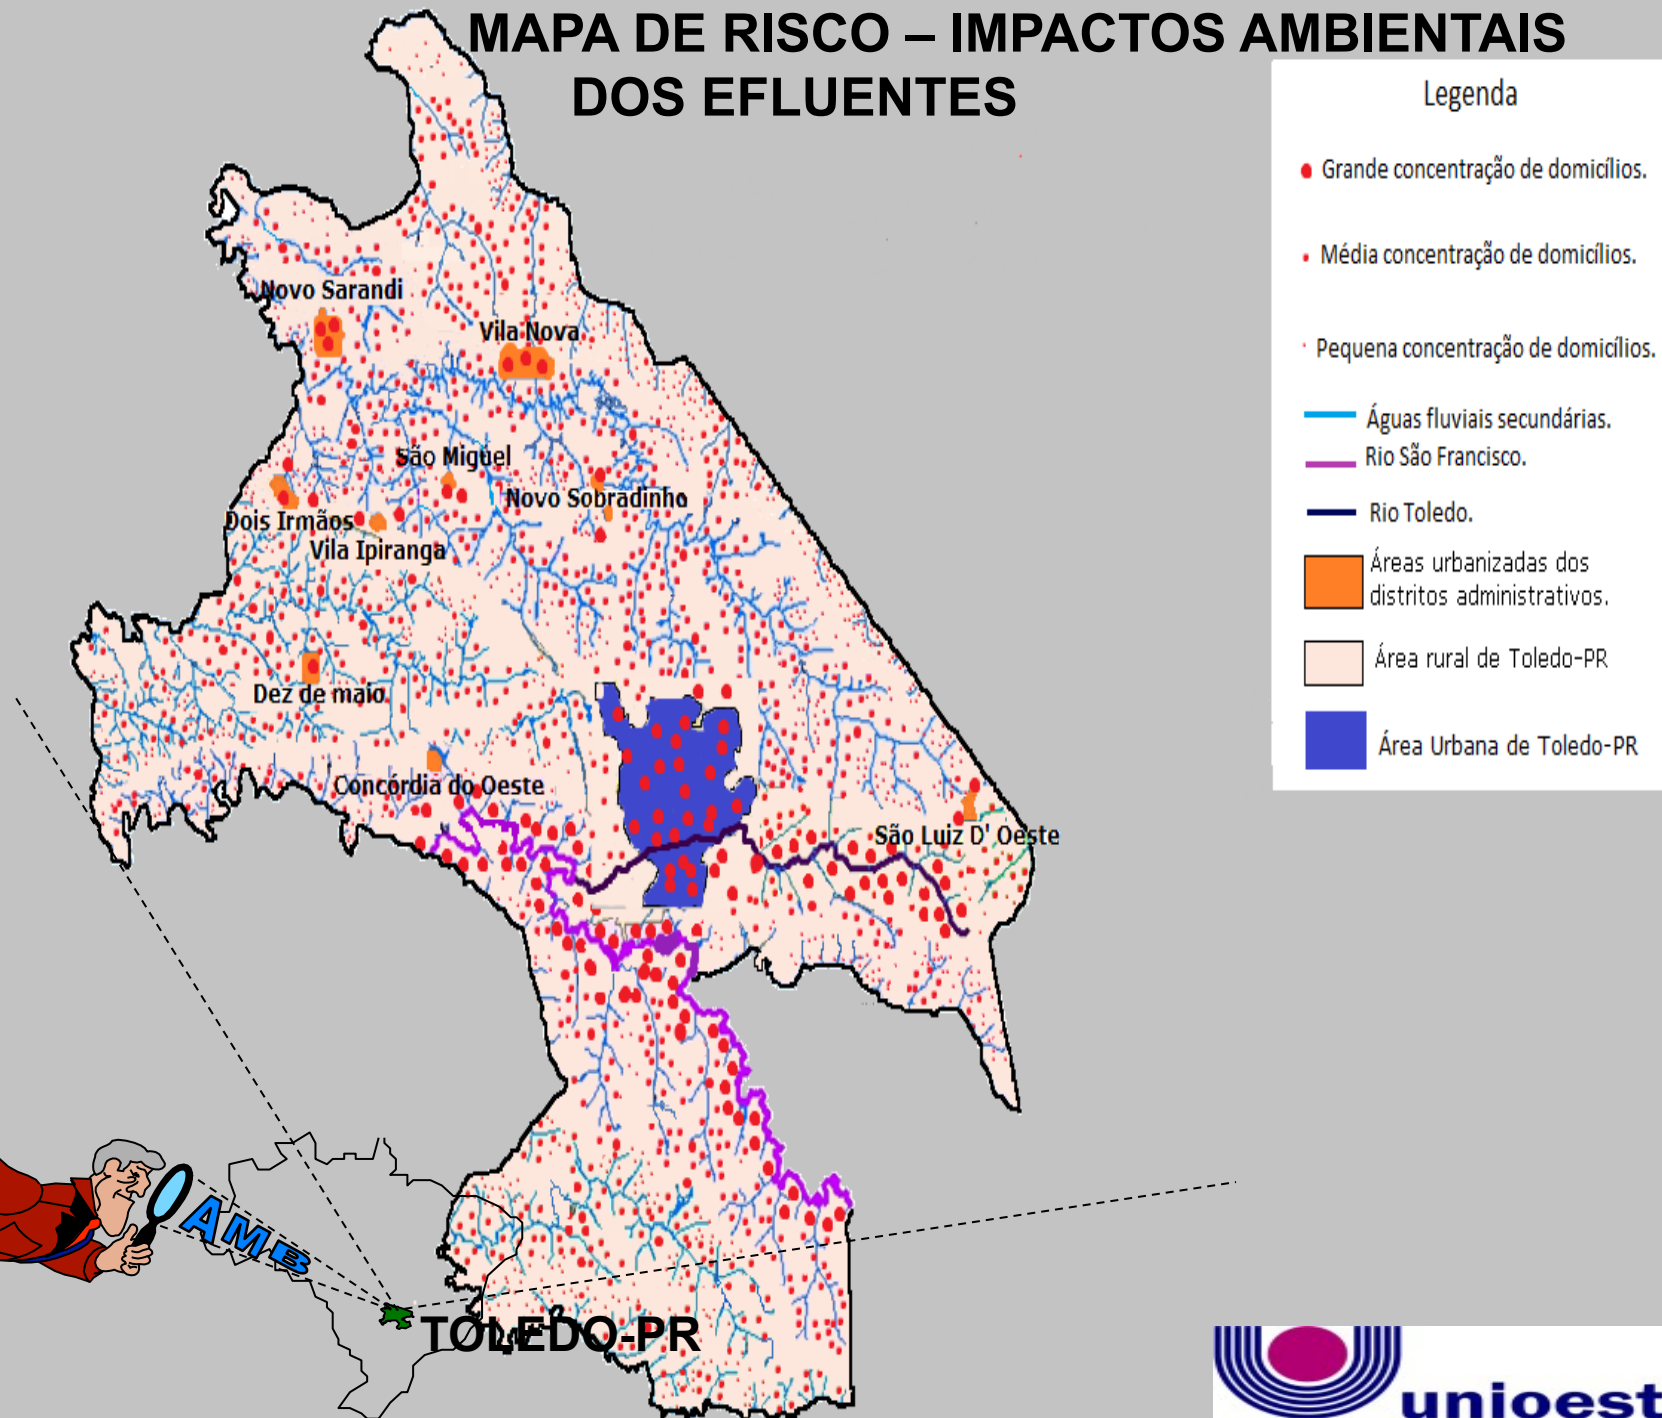 MAPA DE RISCO – IMPACTOS AMBIENTAIS
DOS EFLUENTES
Legenda
Grande concentração de domicílios.
Média concentração de domicílios.
Pequena concentração de domicílios.
Águas fluviais secundárias.
Rio São Francisco.
Rio Toledo.
Áreas urbanizadas dos
distritos administrativos.
Área rural de Toledo-PR
Área Urbana de Toledo-PR
Novo Sarandi
Vila Nova
São Miguel
Novo Sobradinho
Dois Irmãos
Vila Ipiranga
Dez de maio
Concórdia do Oeste
São Luiz D' Oeste
AMB
TOLEDO-PR
unioest